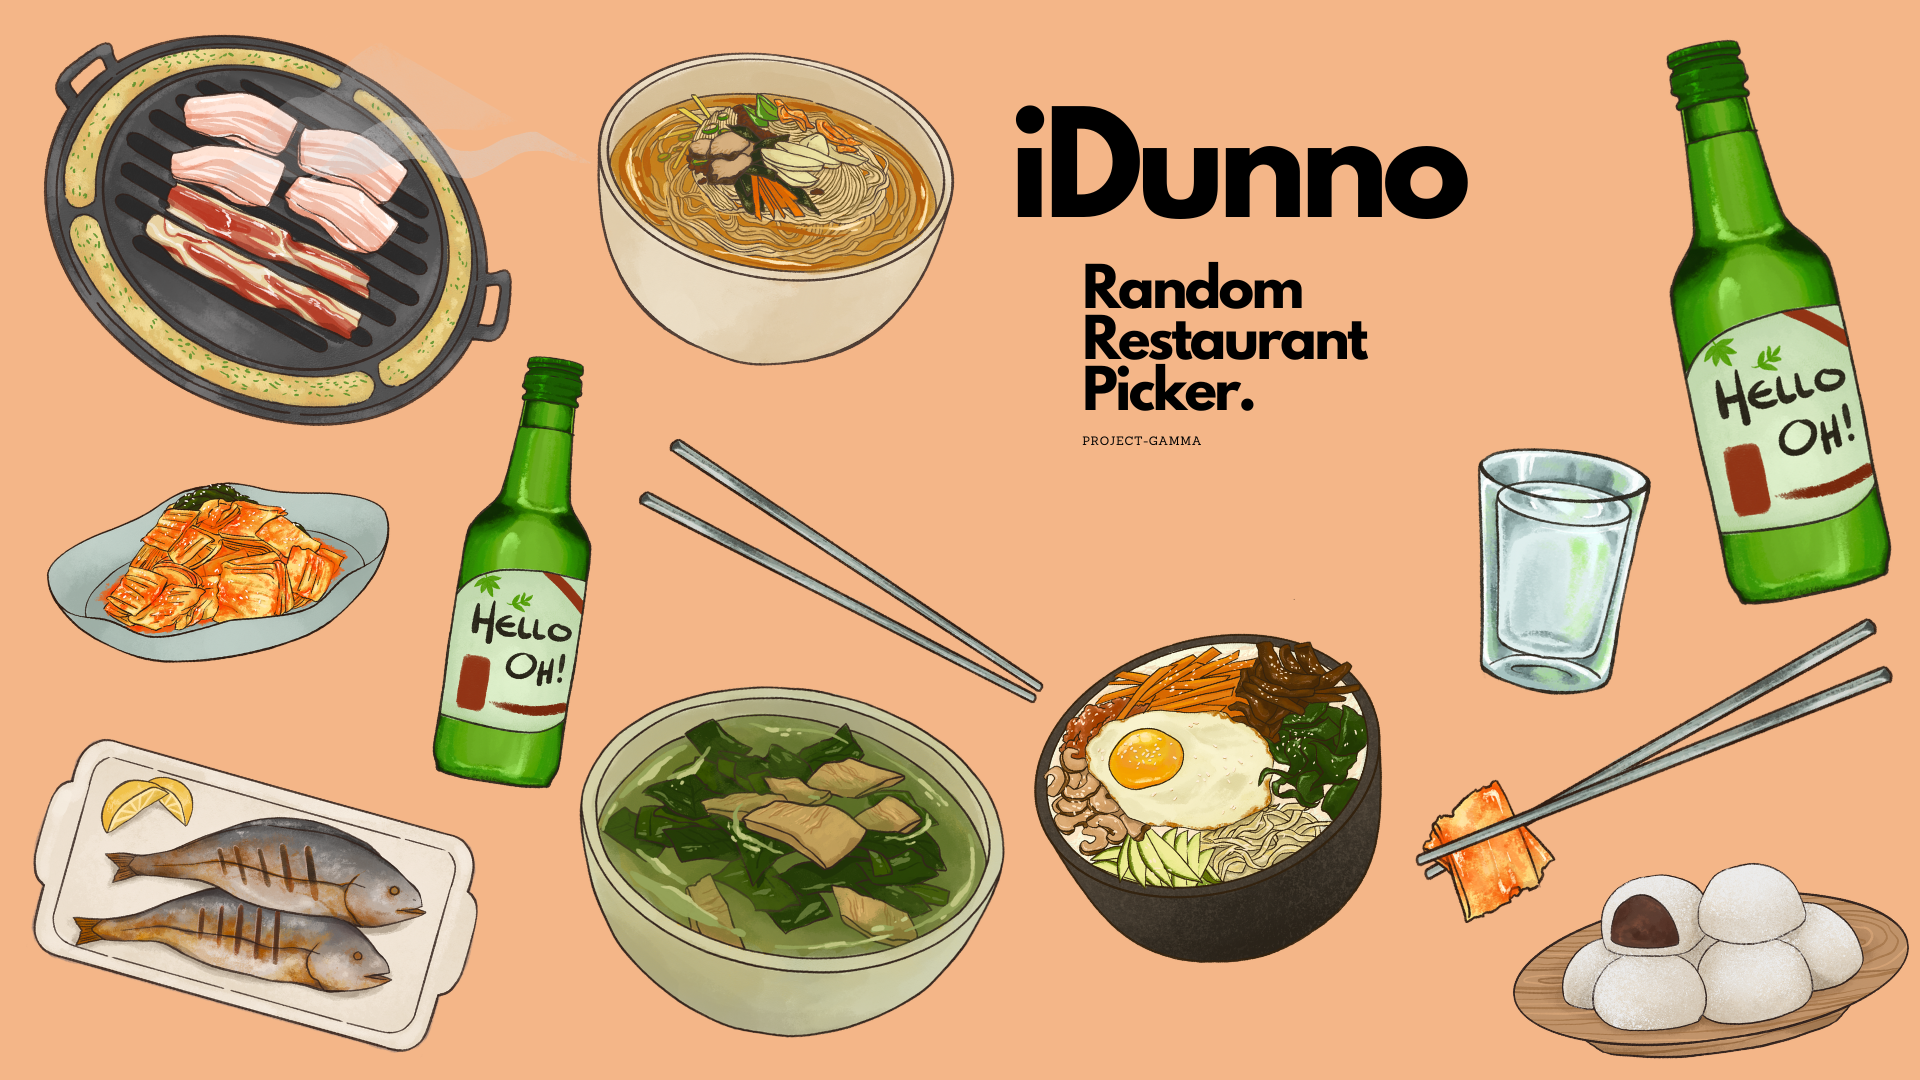 iDunno
Random
Restaurant
Picker.
PROJECT-GAMMA
HELLO
OH!
HELLO
OH!